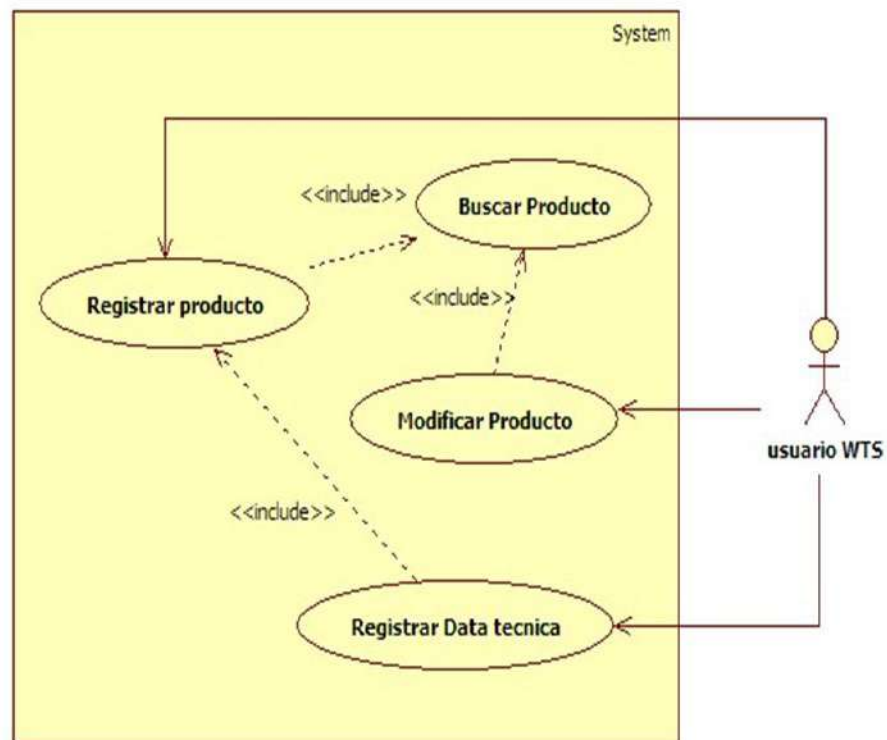 System
<<include>>
Buscar Producto
Registrar producto
<<include>>
Modificar Producto
usuario WTS
<<include>>
Registrar Data tecnica